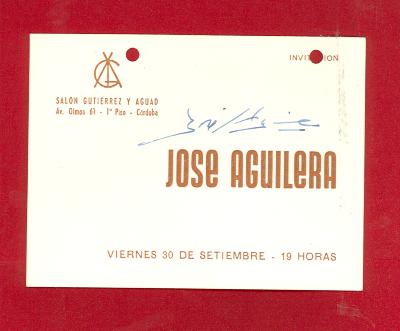 INVITACION
SALON GUTIERREZ Y AGUAD
Av. Olmos 61 - 1º Piso - Córdoba
JOSE AGUILERA
VIERNES 30 DE SETIEMBRE - 19 HORAS